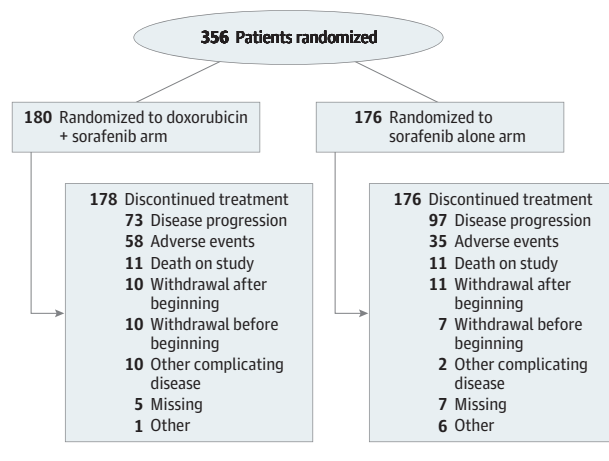 356 Patients randomized
180 Randomized to doxorubicin
+ sorafenib arm
176 Randomized to
sorafenib alone arm
178 Discontinued treatment
73 Disease progression
58 Adverse events
11 Death on study
10 Withdrawal after
beginning
10 Withdrawal before
beginning
10 Other complicating
disease
5 Missing
1 Other
176 Discontinued treatment
97 Disease progression
35 Adverse events
11 Death on study
11 Withdrawal after
beginning
7 Withdrawal before
beginning
2 Other complicating
disease
7 Missing
6 Other